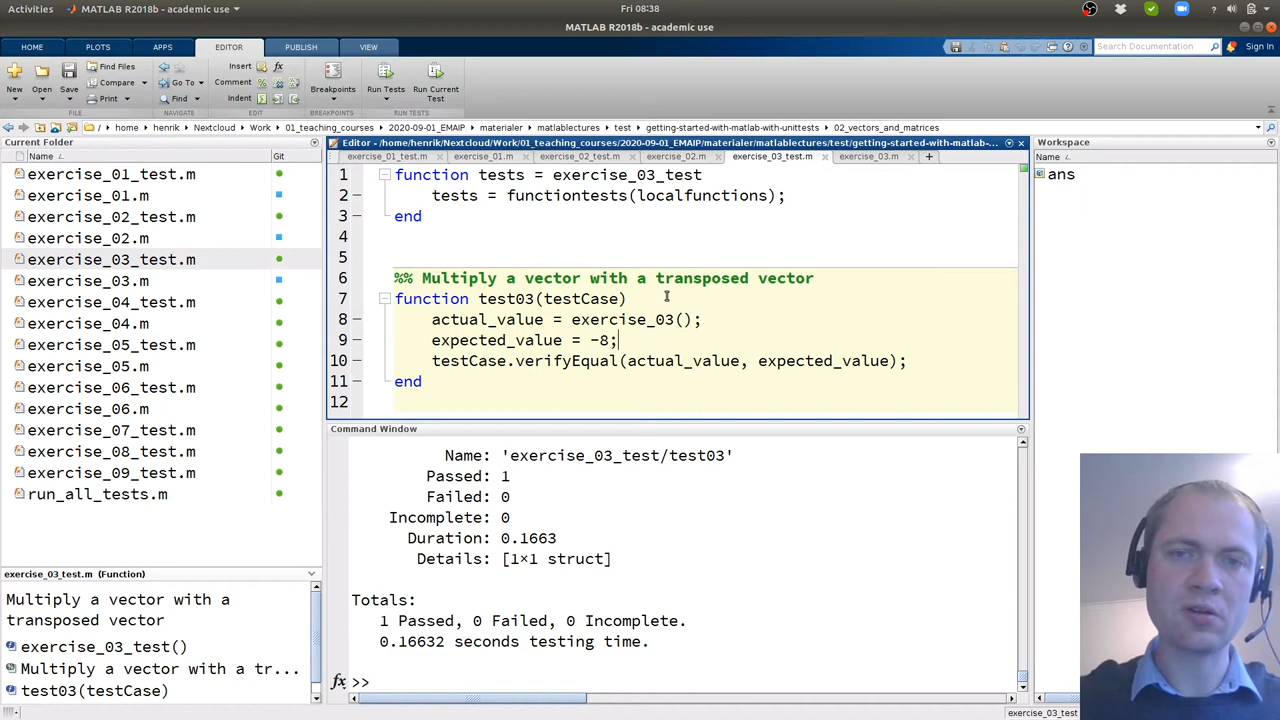 Activities MATLAB R2018b - academic use Fri 08:38
MATLAB R2018b - academic use
HOME PLOTS APPS EDITOR PUBLISH VIEW Search Documentation Sign In
New Open Save Find Files Compare Print Go To Find Insert fx Comment Indent Breakpoints Run Tests Run Current Test
FILE NAVIGATE EDIT BREAKPOINTS RUN TESTS
/ home henrik Nextcloud Work 01_teaching_courses 2020-09-01_EMAIP materialer matlablectures test getting-started-with-matlab-with-unittests 02_vectors_and_matrices
Current Folder
Name Git
exercise_01_test.m
exercise_01.m
exercise_02_test.m
exercise_02.m
exercise_03_test.m
exercise_03.m
exercise_04_test.m
exercise_04.m
exercise_05.m
exercise_06_test.m
exercise_06.m
exercise_07_test.m
exercise_08_test.m
exercise_09_test.m
run_all_tests.m
exercise_03_test.m (Function)
Multiply a vector with a
transposed vector
exercise_03_test()
Multiply a vector with a tr...
test03(testCase)
Editor - /home/henrik/Nextcloud/Work/01_teaching_courses/2020-09-01_EMAIP/materialer/matlablectures/test/getting-started-with-matlab-...
exercise_01_test.m exercise_01.m exercise_02_test.m exercise_02.m exercise_03_test.m exercise_03.m
1 function tests = exercise_03_test
2 tests = functiontests(localfunctions);
3 end
4
5
6 %% Multiply a vector with a transposed vector
7 function test03(testCase)
8 actual_value = exercise_03();
9 expected_value = -8;
10 testCase.verifyEqual(actual_value, expected_value);
11 end
12
Command Window
Name: 'exercise_03_test/test03'
Passed: 1
Failed: 0
Incomplete: 0
Duration: 0.1663
Details: [1×1 struct]
Totals:
1 Passed, 0 Failed, 0 Incomplete.
0.16632 seconds testing time.
fx >>
Workspace
Name
ans
exercise_03_test